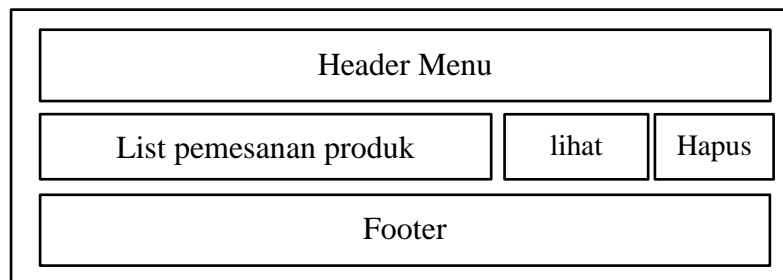 Header Menu
List pemesanan produk
lihat
Hapus
Footer